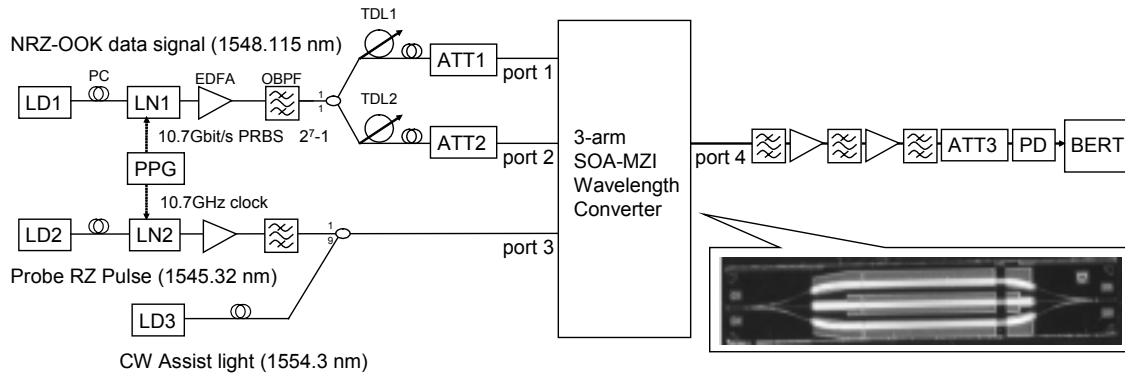 TDL1
NRZ-OOK data signal (1548.115 nm)
PC
EDFA
OBPF
ATT1
port 1
LD1
LN1
1
1
TDL2
10.7Gbit/s PRBS 2⁷-1
ATT2
port 2
3-arm
SOA-MZI
Wavelength
Converter
port 4
ATT3
PD
BERT
PPG
10.7GHz clock
LD2
LN2
1
9
port 3
Probe RZ Pulse (1545.32 nm)
LD3
CW Assist light (1554.3 nm)